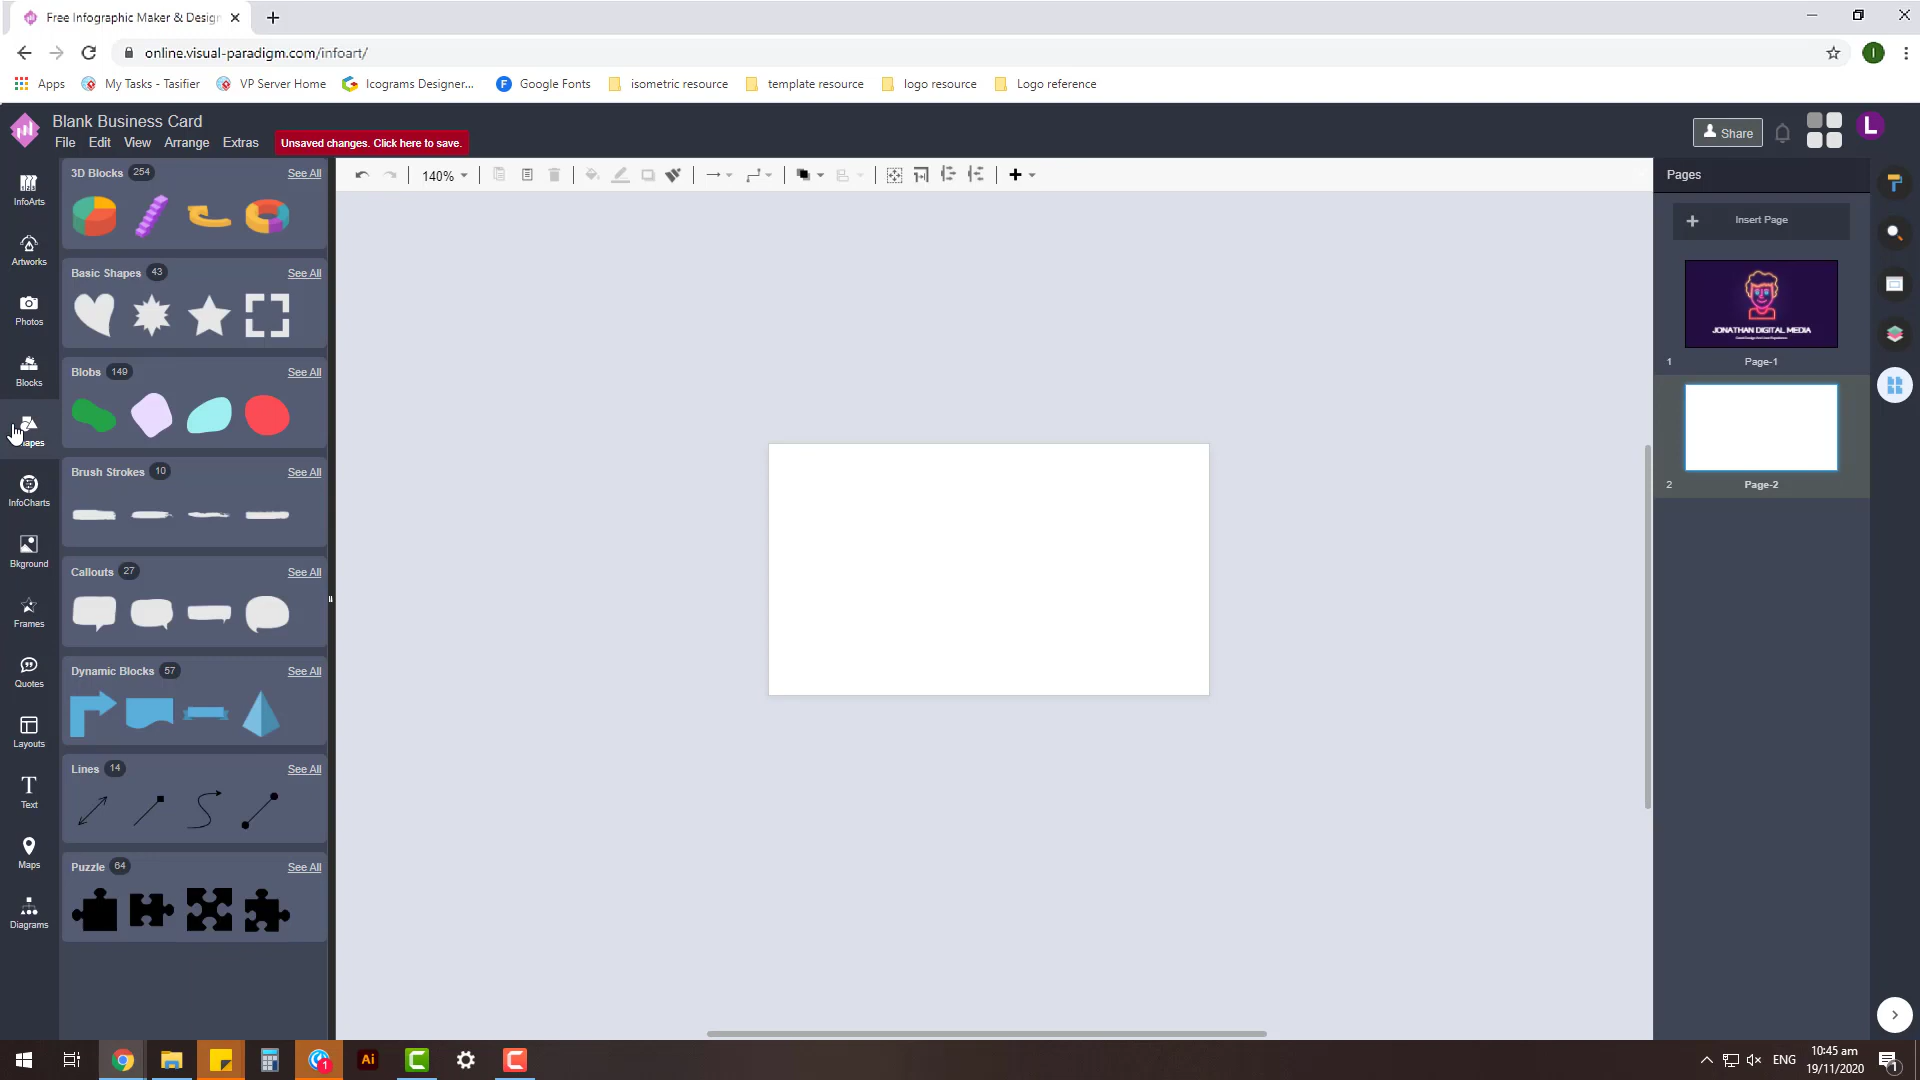 Free Infographic Maker & Desig
online.visual-paradigm.com/infoart/
I
Apps
My Tasks - Tasifier
VP Server Home
Icograms Designer...
Google Fonts
isometric resource
template resource
logo resource
Logo reference
Blank Business Card
File
Edit
View
Arrange
Extras
Unsaved changes. Click here to save.
Share
L
InfoArts
Artworks
Photos
Blocks
apes
InfoCharts
Bkground
Frames
Quotes
Layouts
Text
Maps
Diagrams
3D Blocks 254 See All
Basic Shapes 43 See All
Blobs 149 See All
Brush Strokes 10 See All
Callouts 27 See All
Dynamic Blocks 57 See All
Lines 14 See All
Puzzle 64 See All
140%
Pages
Insert Page
JONATHAN DIGITAL MEDIA
1 Page-1
2 Page-2
Ai
1
ENG
10:45 am
19/11/2020
1